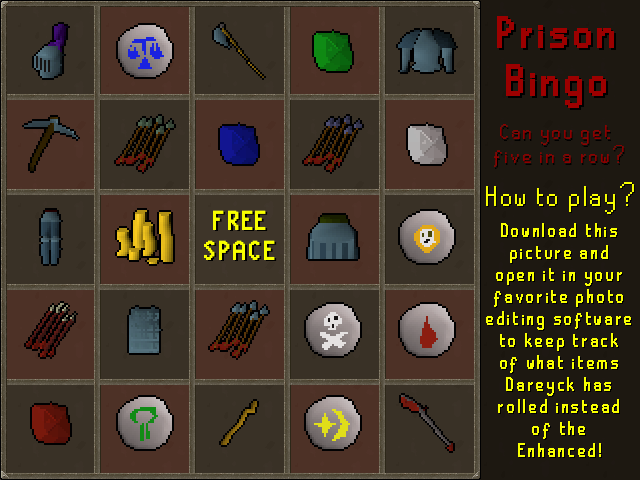 Prison
Bingo
Can you get
five in a row?
How to play?
Download this
picture and
open it in your
favorite photo
editing software
to keep track
of what items
Dareyck has
rolled instead
of the
Enhanced!
FREE
SPACE